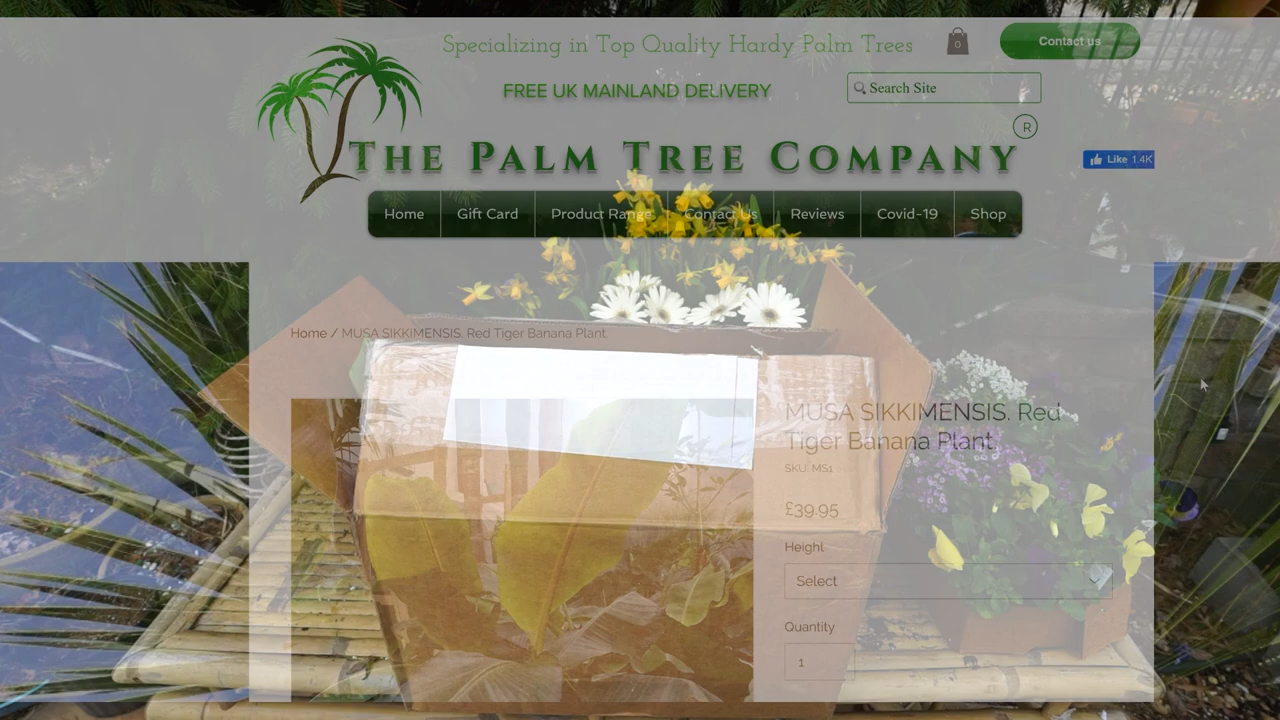 Specializing in Top Quality Hardy Palm Trees
0
Contact us
FREE UK MAINLAND DELIVERY
Search Site
R
THE PALM TREE COMPANY
Like 1.4K
Home
Gift Card
Product Range
Contact Us
Reviews
Covid-19
Shop
Home / MUSA SIKKIMENSIS. Red Tiger Banana Plant.
MUSA SIKKIMENSIS. Red
Tiger Banana Plant.
SKU: MS1
£39.95
Height
Select
Quantity
1